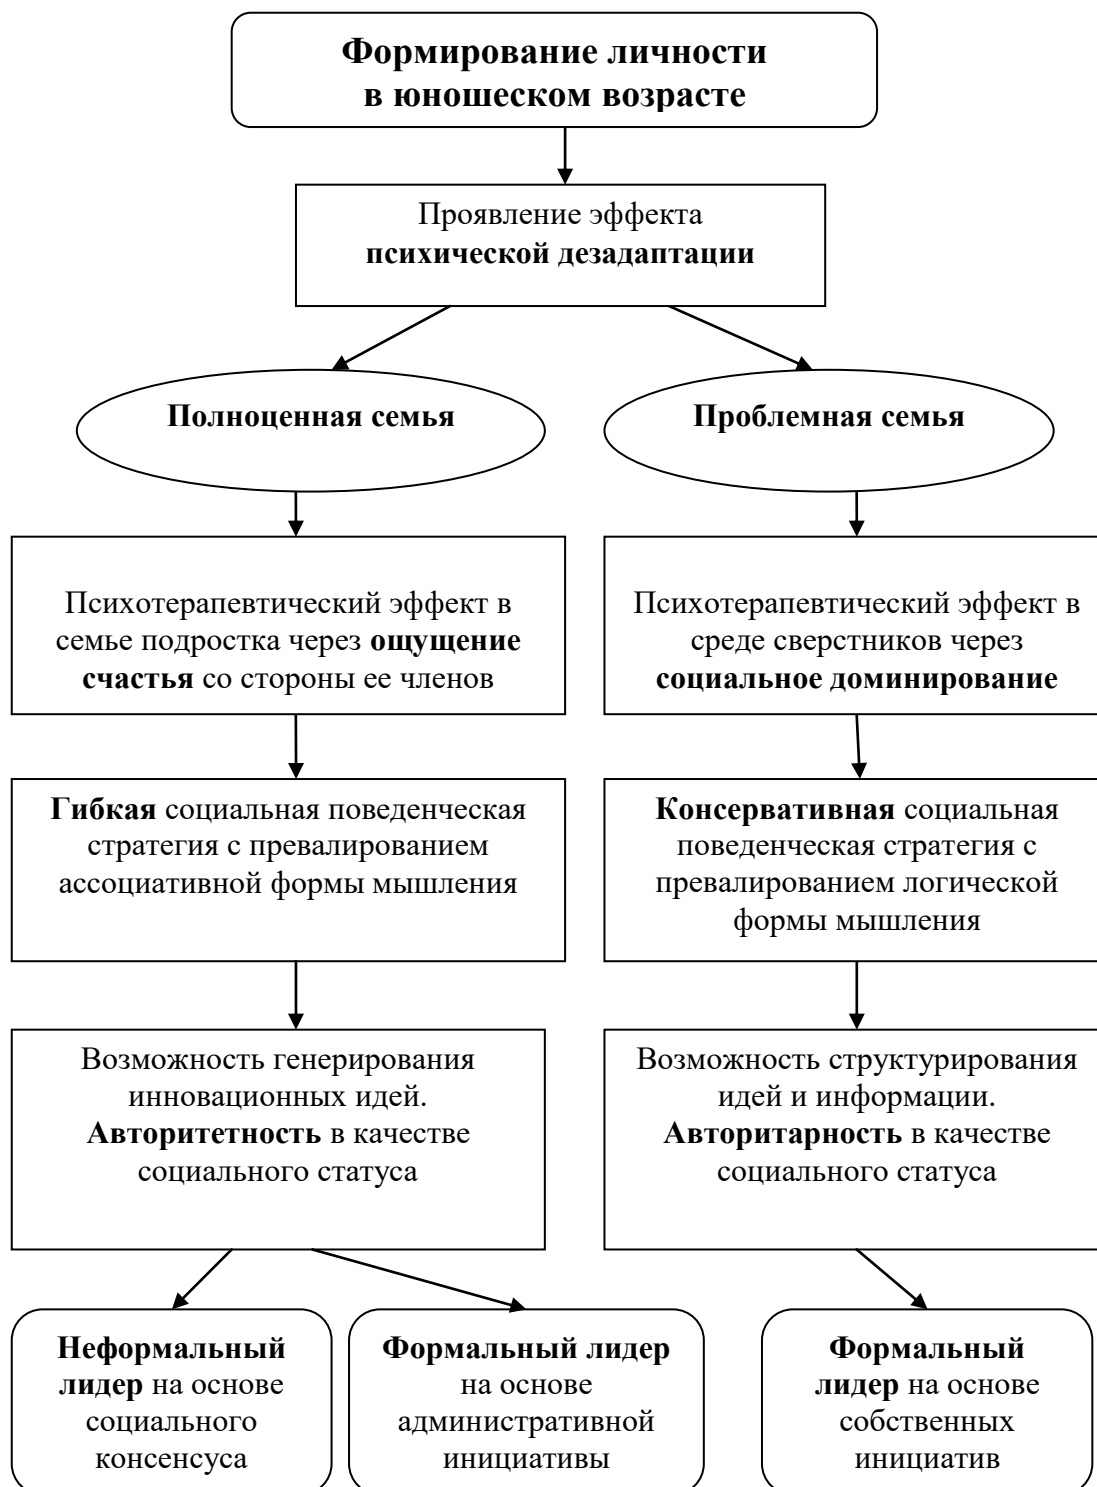 Формирование личности
в юношеском возрасте
Проявление эффекта
психической дезадаптации
Полноценная семья
Проблемная семья
Психотерапевтический эффект в
семье подростка через ощущение
счастья со стороны ее членов
Психотерапевтический эффект в
среде сверстников через
социальное доминирование
Гибкая социальная поведенческая
стратегия с превалированием
ассоциативной формы мышления
Консервативная социальная
поведенческая стратегия с
превалированием логической
формы мышления
Возможность генерирования
инновационных идей.
Авторитетность в качестве
социального статуса
Возможность структурирования
идей и информации.
Авторитарность в качестве
социального статуса
Неформальный
лидер на основе
социального
консенсуса
Формальный лидер
на основе
административной
инициативы
Формальный
лидер на основе
собственных
инициатив